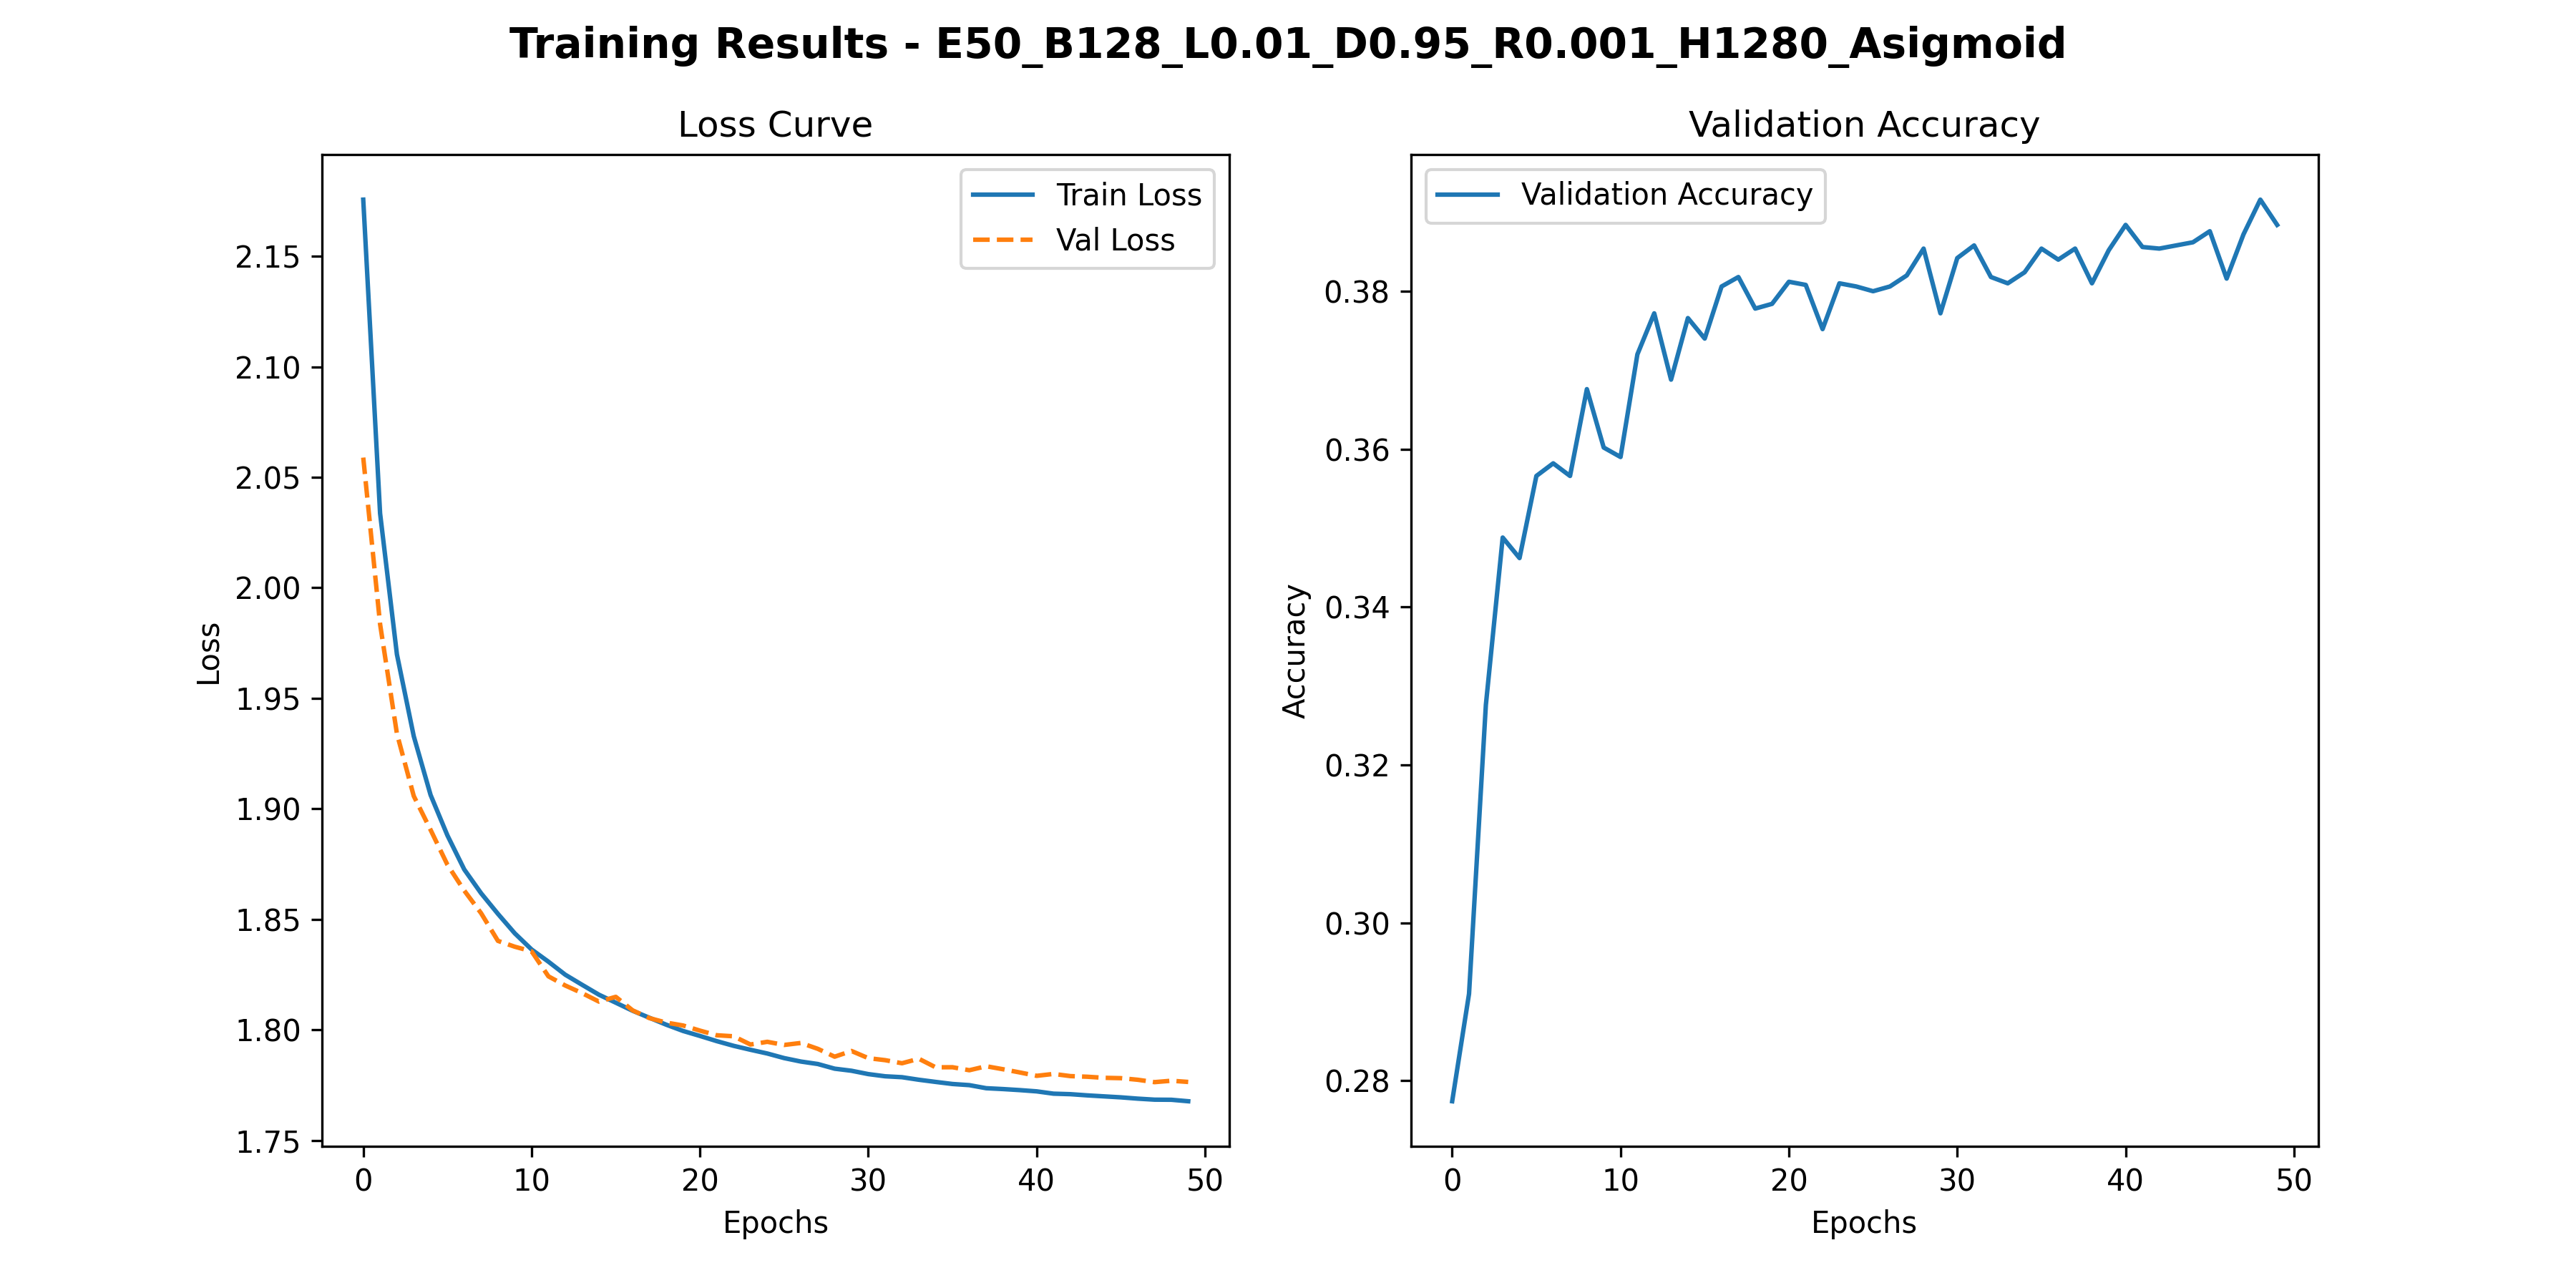 Training Results - E50_B128_L0.01_D0.95_R0.001_H1280_Asigmoid
Loss Curve
Train Loss
Val Loss
2.15
2.10
2.05
2.00
1.95
1.90
1.85
1.80
1.75
Loss
0 10 20 30 40 50
Epochs
Validation Accuracy
Validation Accuracy
0.38
0.36
0.34
0.32
0.30
0.28
Accuracy
0 10 20 30 40 50
Epochs